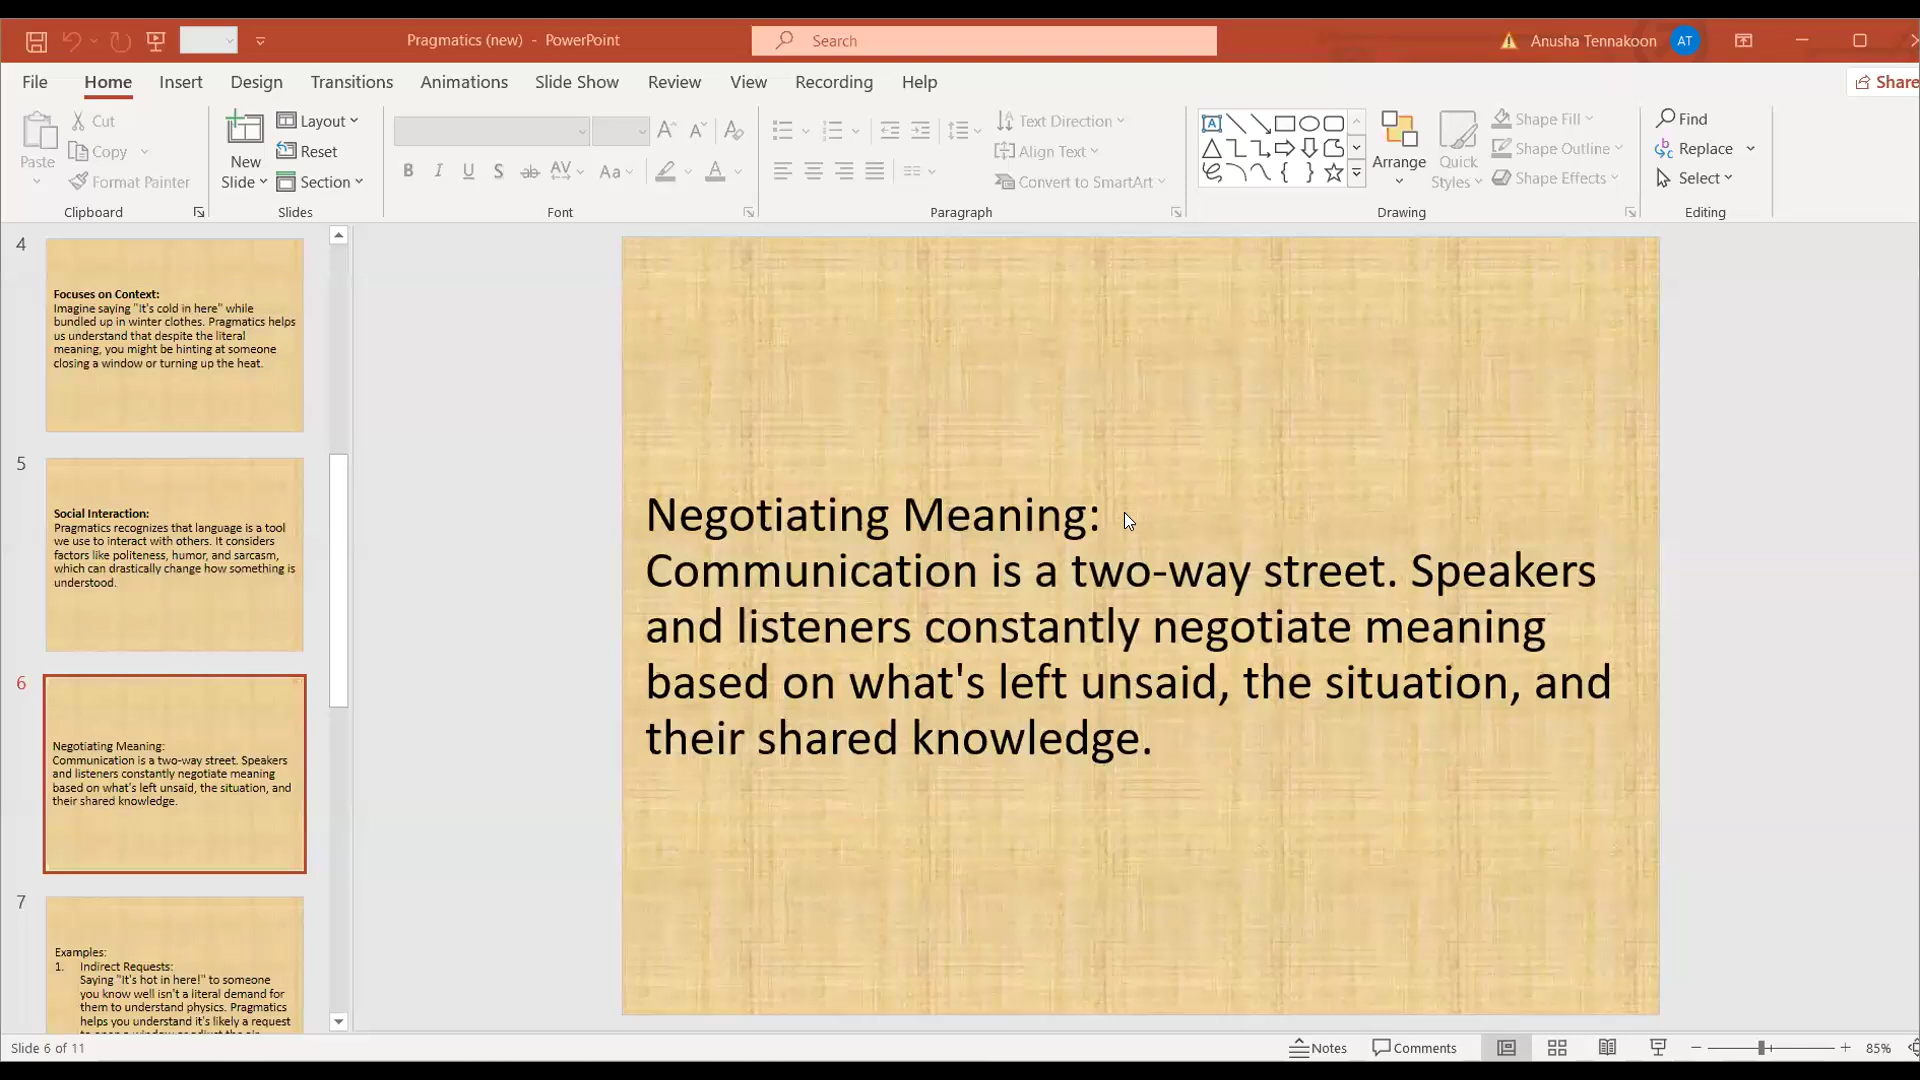 Pragmatics (new) - PowerPoint
Search
Anusha Tennakoon
AT
File
Home
Insert
Design
Transitions
Animations
Slide Show
Review
View
Recording
Help
Share
Paste
Cut
Copy
Format Painter
Clipboard
New
Slide
Layout
Reset
Section
Slides
Font
Text Direction
Align Text
Convert to SmartArt
Paragraph
Arrange
Quick
Styles
Shape Fill
Shape Outline
Shape Effects
Drawing
Find
Replace
Select
Editing
4
Focuses on Context:
Imagine saying "It's cold in here" while
bundled up in winter clothes. Pragmatics helps
us understand that despite the literal
meaning, you might be hinting at someone
closing a window or turning up the heat.
5
Social Interaction:
Pragmatics recognizes that language is a tool
we use to interact with others. It considers
factors like politeness, humor, and sarcasm,
which can drastically change how something is
understood.
6
Negotiating Meaning:
Communication is a two-way street. Speakers
and listeners constantly negotiate meaning
based on what's left unsaid, the situation, and
their shared knowledge.
7
Examples:
1. Indirect Requests:
Saying "It's hot in here!" to someone
you know well isn't a literal demand for
them to understand physics. Pragmatics
helps you understand it's likely a request
Negotiating Meaning:
Communication is a two-way street. Speakers
and listeners constantly negotiate meaning
based on what's left unsaid, the situation, and
their shared knowledge.
Slide 6 of 11
Notes
Comments
85%